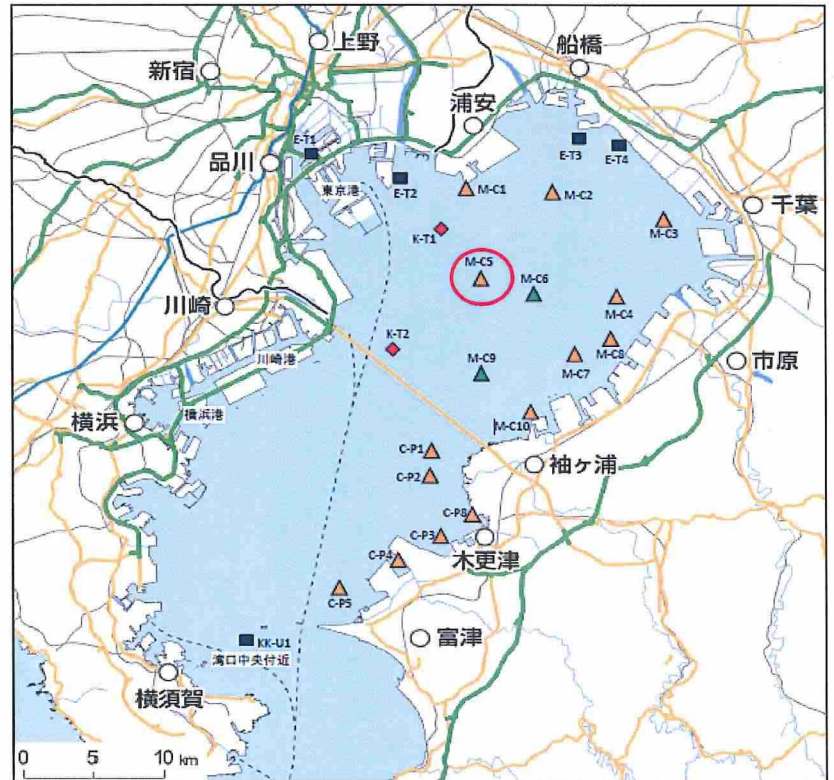 上野
船橋
新宿
浦安
E-T1
E-T3
E-T4
品川
E-T2
東京港
M-C1
M-C2
千葉
M-C3
K-T1
M-C5
M-C6
川崎
M-C4
K-T2
M-C8
川崎港
M-C9
M-C7
市原
横浜港
横浜
M-C10
C-P1
袖ヶ浦
C-P2
C-P8
C-P3
木更津
C-P4
C-P5
KK-U1
富津
湾口中央付近
横須賀
0 5 10 km